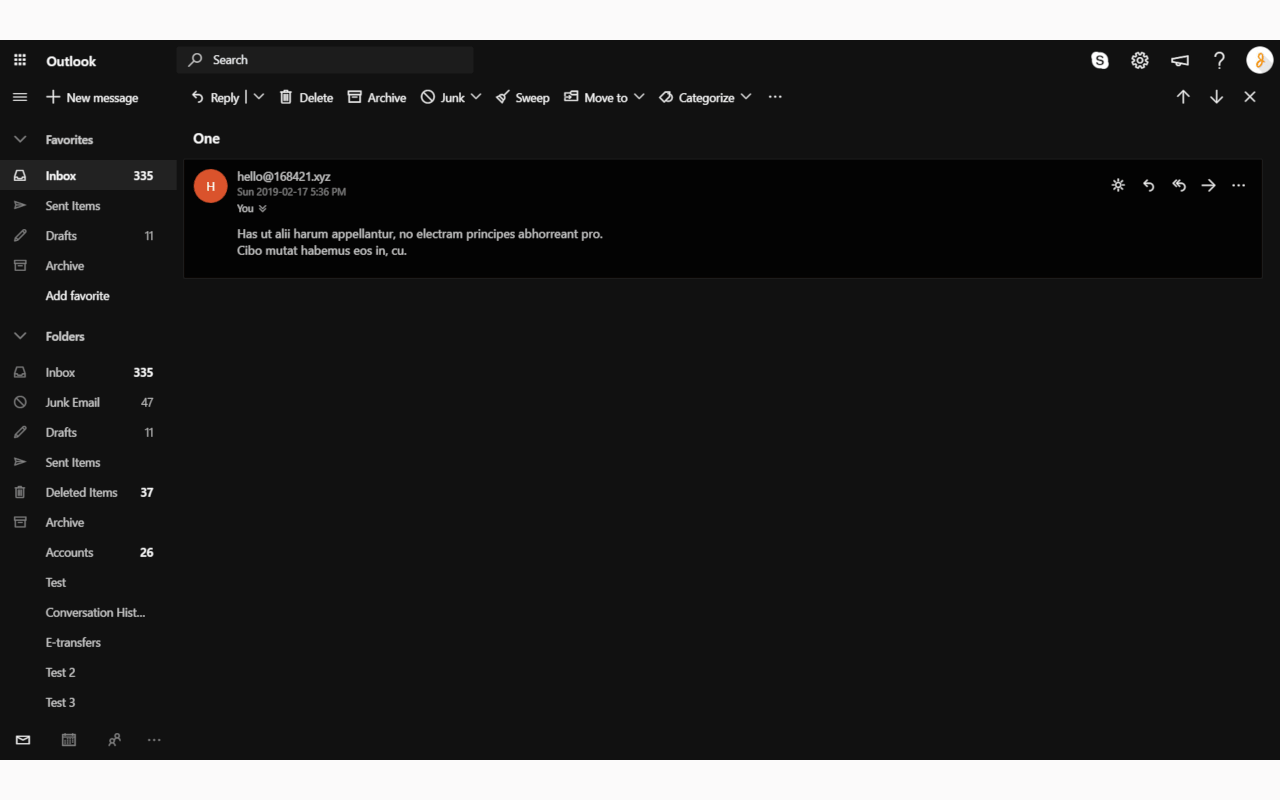 Outlook
Search
New message
Reply
Delete
Archive
Junk
Sweep
Move to
Categorize
Favorites
Inbox 335
Sent Items
Drafts 11
Archive
Add favorite
Folders
Inbox 335
Junk Email 47
Drafts 11
Sent Items
Deleted Items 37
Archive
Accounts 26
Test
Conversation Hist...
E-transfers
Test 2
Test 3
One
H
hello@168421.xyz
Sun 2019-02-17 5:36 PM
You
Has ut alii harum appellantur, no electram principes abhorreant pro.
Cibo mutat habemus eos in, cu.